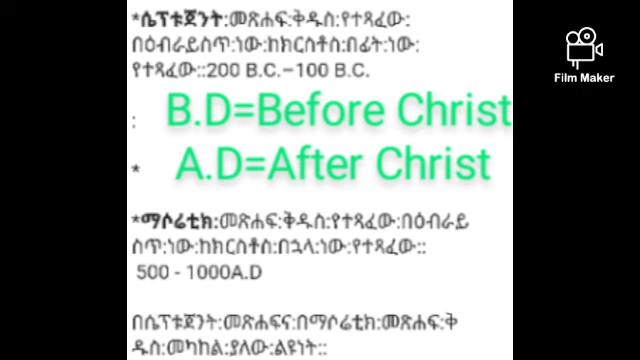 *ሴፕቱጀንት:መጽሐፍ:ቅዱስ:የተጻፈው:
በዕብራይስጥ:ነው:ከክርስቶስ:በፊት:ነው:
የተጻፈው::200 B.C.–100 B.C.
: B.D=Before Christ
* A.D=After Christ
*ማሶሬቲክ:መጽሐፍ:ቅዱስ:የተጻፈው:በዕብራይ
ስጥ:ነው:ከክርስቶስ:በኋላ:ነው:የተጻፈው::
500 - 1000A.D
በሴፕቱጀንት:መጽሐፍና:በማሶሬቲክ:መጽሐፍ:ቅ
ዱስ:መካከል:ያለው:ልዩነት::
Film Maker